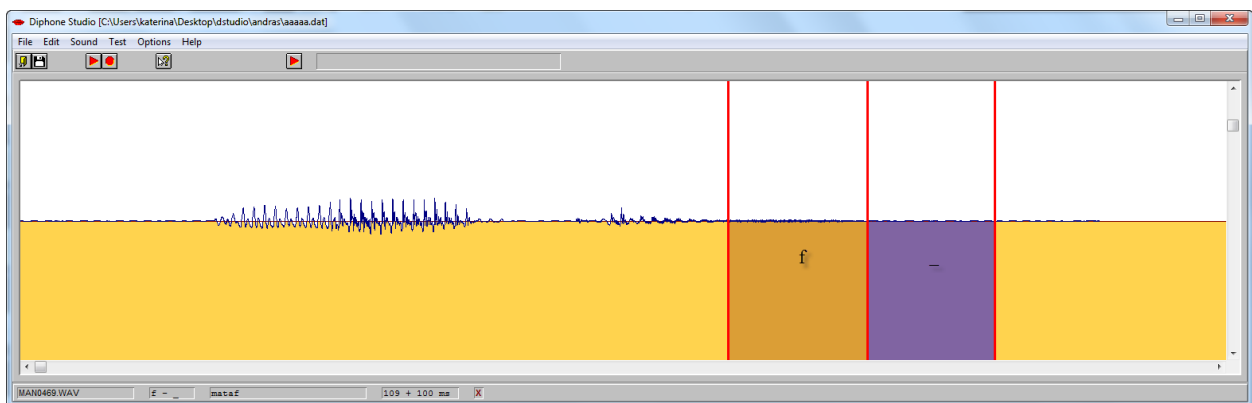 Diphone Studio [C:\Users\katerina\Desktop\dstudio\andras\aaaaa.dat]
File Edit Sound Test Options Help
f _
MAN0469.WAV f - _ mataf 109 + 100 ms X